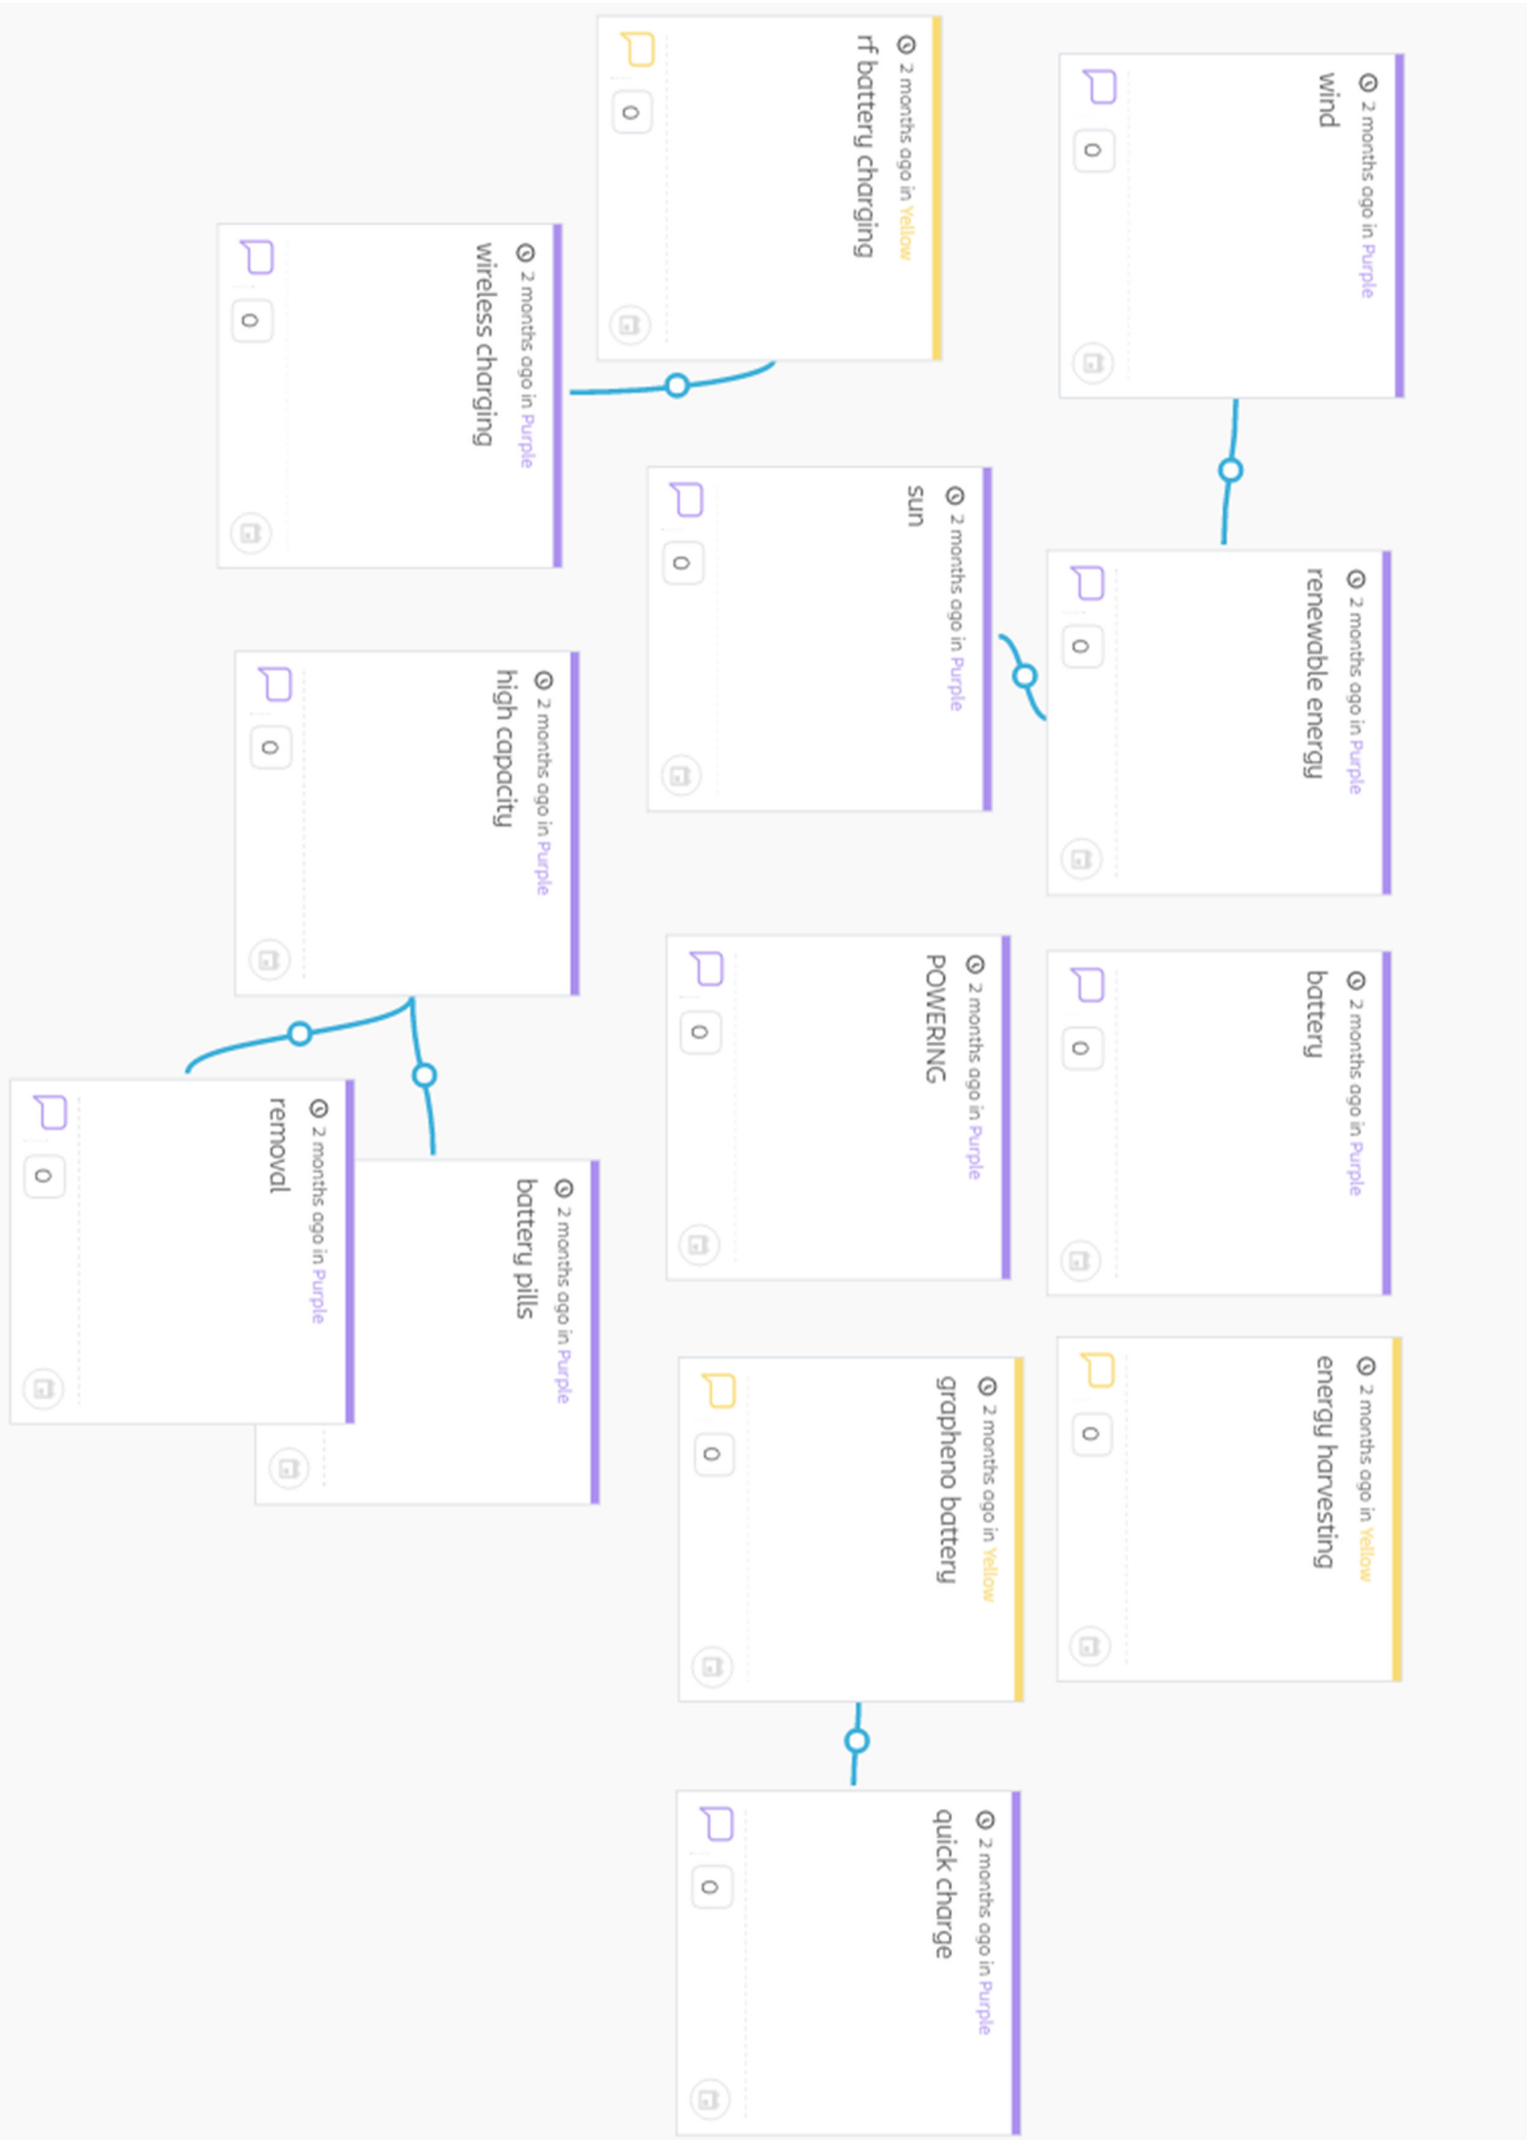 2 months ago in Purple
wind
0
2 months ago in Purple
renewable energy
0
2 months ago in Purple
battery
0
2 months ago in Yellow
energy harvesting
0
2 months ago in Yellow
rf battery charging
0
2 months ago in Purple
sun
0
2 months ago in Purple
POWERING
0
2 months ago in Yellow
grapheno battery
0
2 months ago in Purple
quick charge
0
2 months ago in Purple
wireless charging
0
2 months ago in Purple
high capacity
0
2 months ago in Purple
battery pills
2 months ago in Purple
removal
0